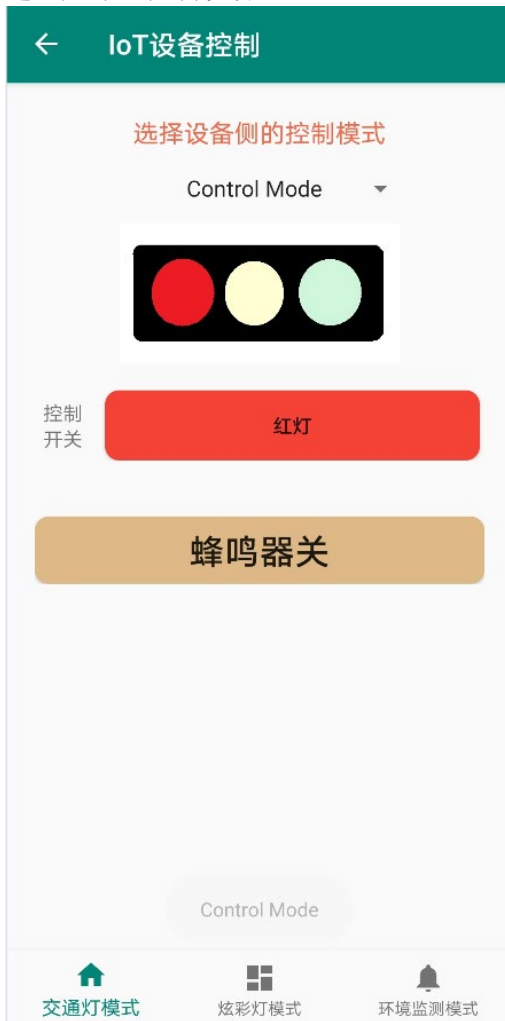 IoT设备控制
选择设备侧的控制模式
Control Mode
控制
开关
红灯
蜂鸣器关
Control Mode
交通灯模式
炫彩灯模式
环境监测模式